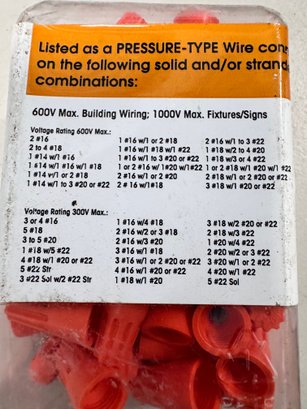 Listed as a PRESSURE-TYPE Wire con
on the following solid and/or strand
combinations:
600V Max. Building Wiring; 1000V Max. Fixtures/Signs
Voltage Rating 600V Max.:
2 #16
2 to 4 #18
1 #14 w/1 #16
1 #14 w/1 #16 w/1 #18
1 #14 w/1 or 2 #18
1 #14 w/1 to 3 #20 or #22
1 #16 w/1 or 2 #18
1 #16 w/1 #18 w/1 #22
1 #16 w/1 to 3 #20 or #22
1 or 2 #16 w/1 #20 w/1 #22
1 #16 w/1 or 2 #20 or #22
2 #16 w/1 #18
2 #16 w/1 to 3 #22
1 #18 w/2 to 4 #20
1 #18 w/3 or 4 #22
1 or 2 #18 w/1 #20 w/1 #22
2 #18 w/1 to 3 #20 or #22
3 #18 w/1 #20 or #22
Voltage Rating 300V Max.:
3 or 4 #16
5 #18
3 to 5 #20
1 #18 w/5 #22
4 #18 w/1 #20 or #22
5 #22 Str
3 #22 Sol w/2 #22 Str
1 #16 w/4 #18
2 #16 w/2 or 3 #18
2 #16 w/3 #20
3 #16 w/1 #18
3 #16 w/1 or 2 #20 or #22
4 #16 w/1 #20 or #22
1 #18 w/1 #20
3 #18 w/2 #20 or #22
2 #18 w/3 #22
1 #20 w/4 #22
2 #20 w/2 or 3 #22
3 #20 w/1 or 2 #22
4 #20 w/1 #22
5 #22 Sol